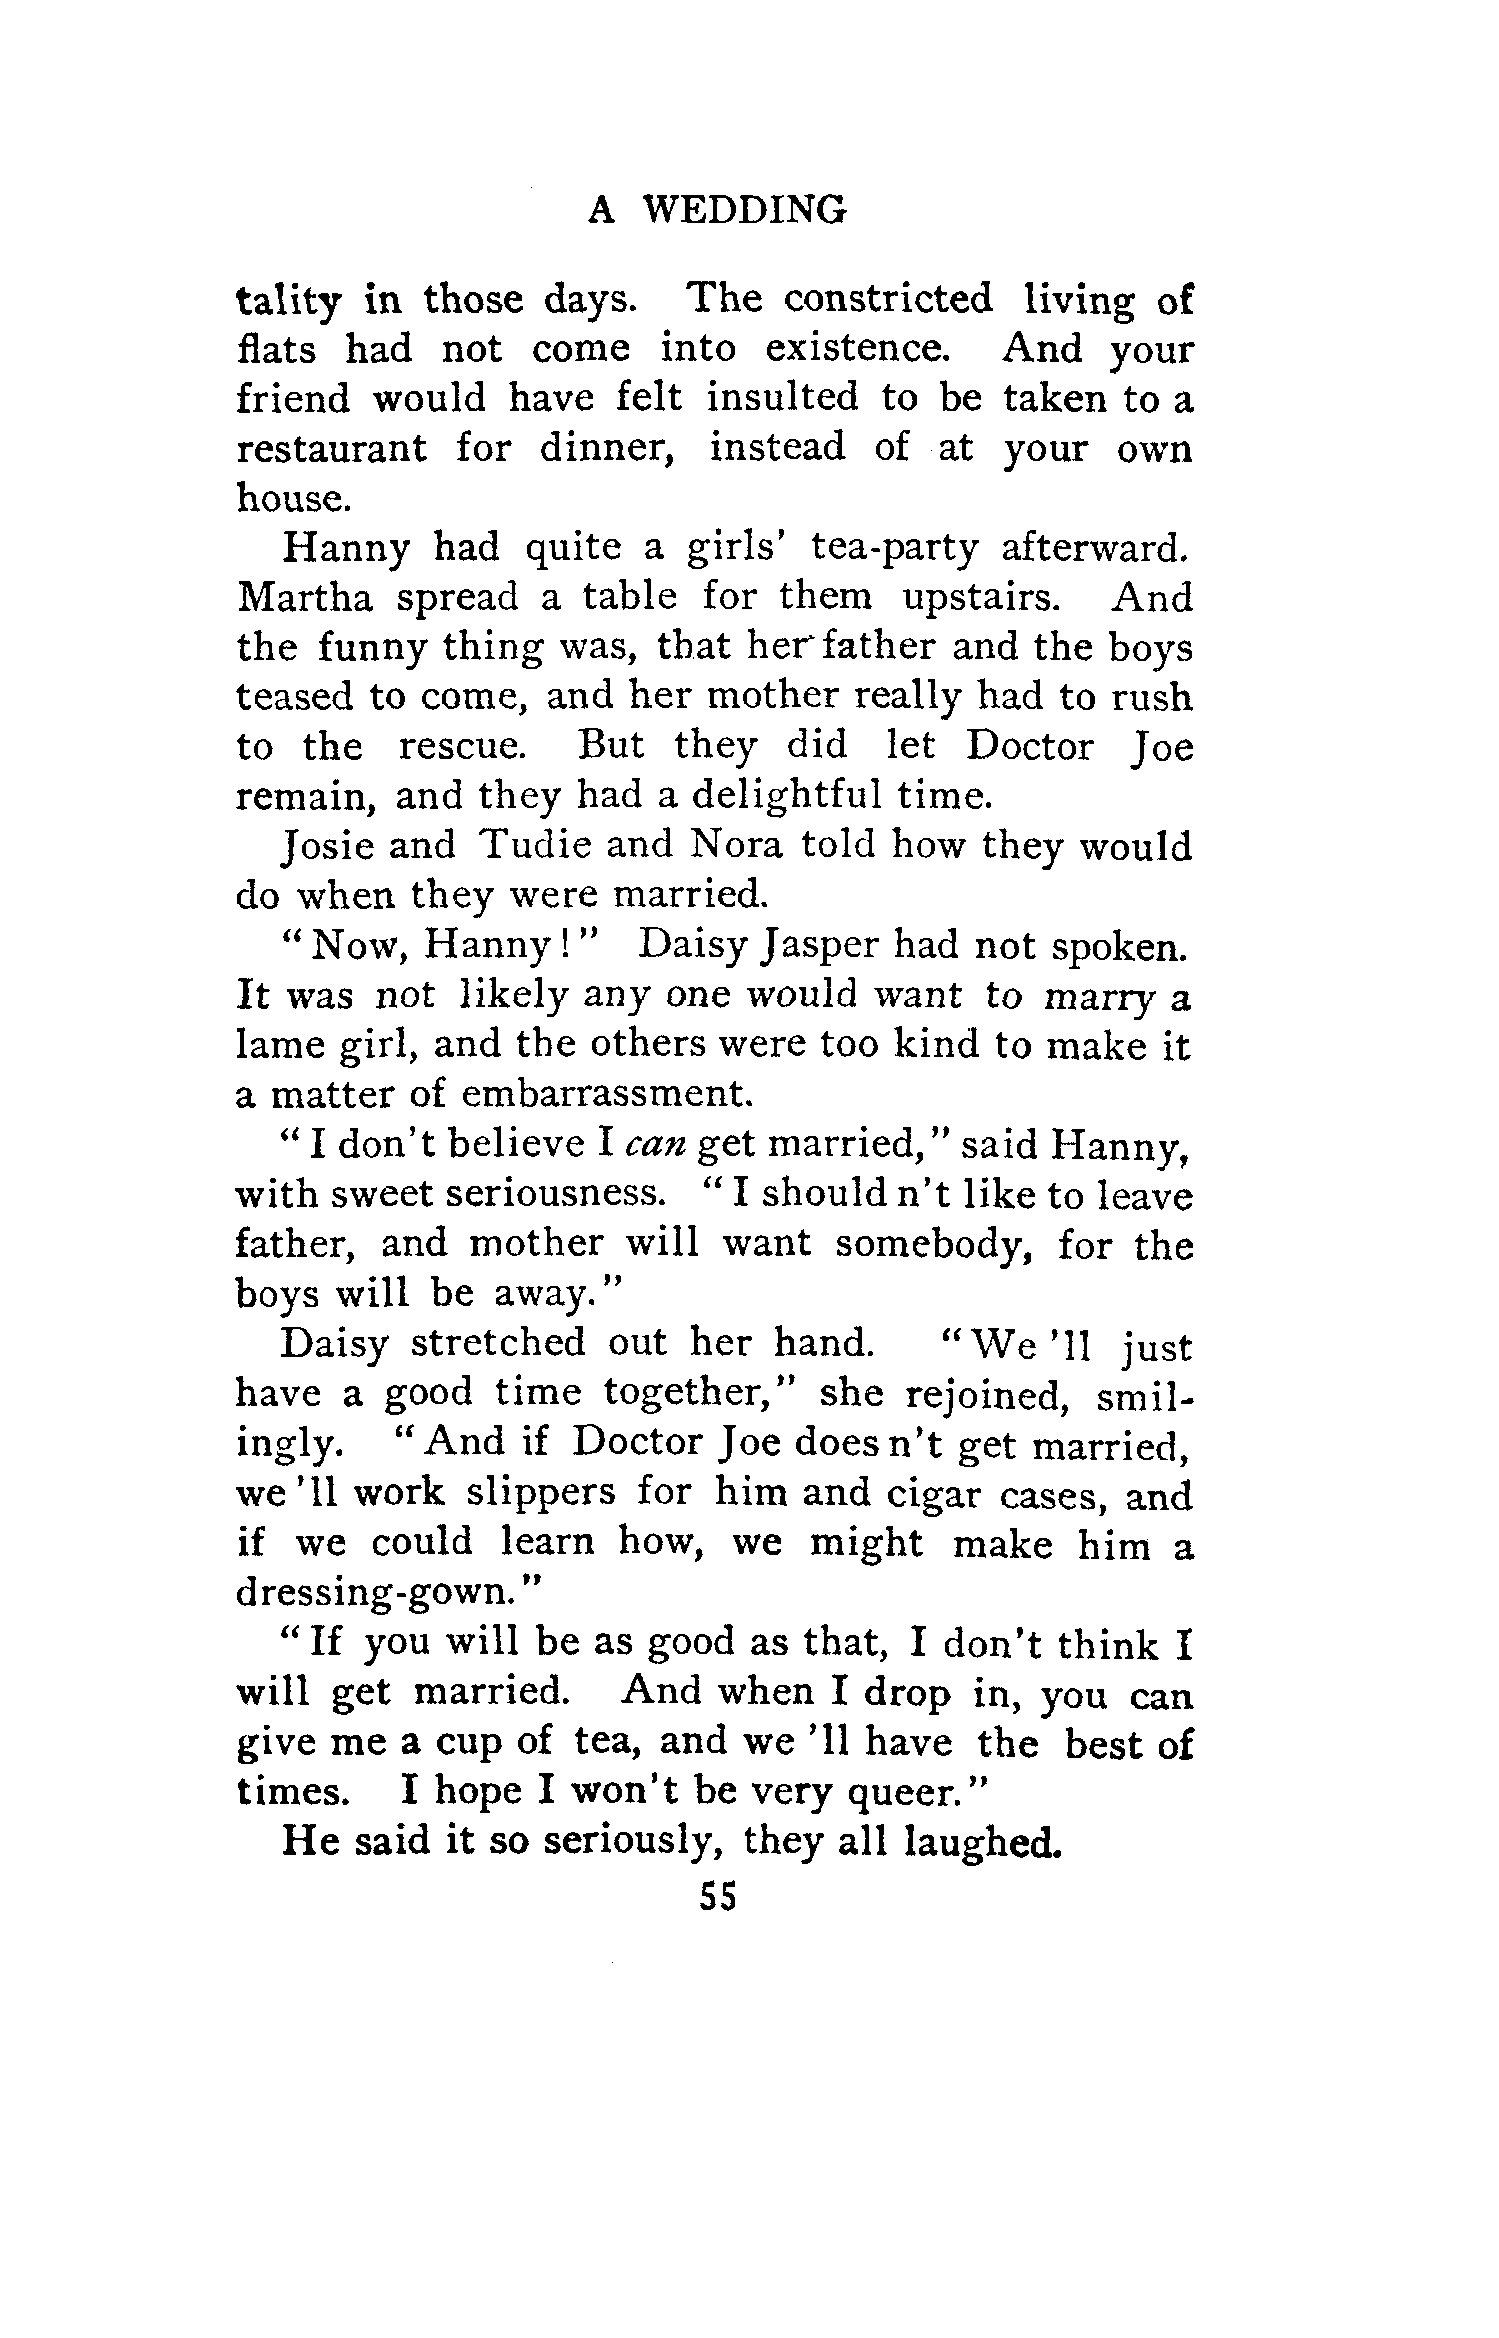 A WEDDING
tality in those days. The constricted living of
flats had not come into existence. And your
friend would have felt insulted to be taken to a
restaurant for dinner, instead of at your own
house.
Hanny had quite a girls' tea-party afterward.
Martha spread a table for them upstairs. And
the funny thing was, that her father and the boys
teased to come, and her mother really had to rush
to the rescue. But they did let Doctor Joe
remain, and they had a delightful time.
Josie and Tudie and Nora told how they would
do when they were married.
"Now, Hanny!" Daisy Jasper had not spoken.
It was not likely any one would want to marry a
lame girl, and the others were too kind to make it
a matter of embarrassment.
"I don't believe I can get married," said Hanny,
with sweet seriousness. "I should n't like to leave
father, and mother will want somebody, for the
boys will be away."
Daisy stretched out her hand. "We 'll just
have a good time together," she rejoined, smil-
ingly. "And if Doctor Joe does n't get married,
we 'll work slippers for him and cigar cases, and
if we could learn how, we might make him a
dressing-gown."
"If you will be as good as that, I don't think I
will get married. And when I drop in, you can
give me a cup of tea, and we 'll have the best of
times. I hope I won't be very queer."
He said it so seriously, they all laughed.
55